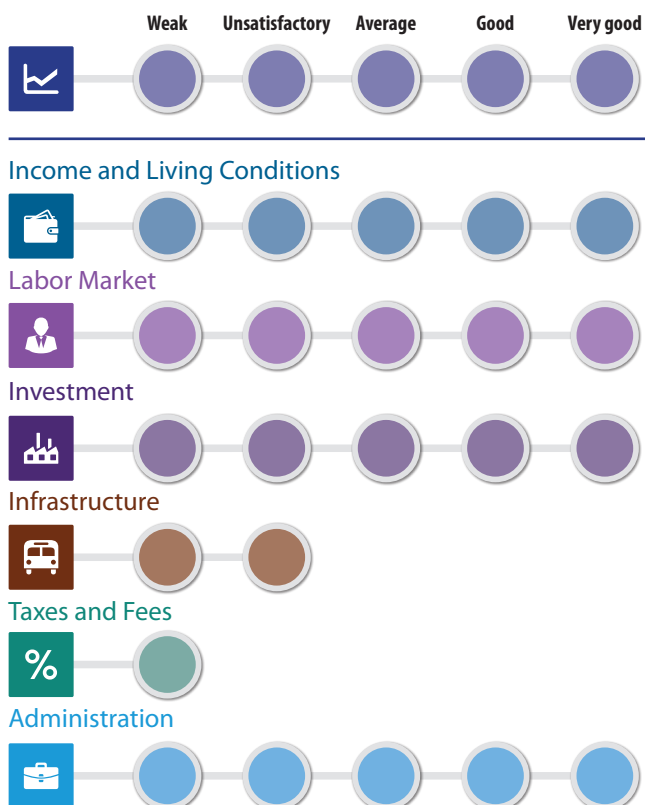 Weak Unsatisfactory Average Good Very good
Income and Living Conditions
Labor Market
Investment
Infrastructure
Taxes and Fees
%
Administration